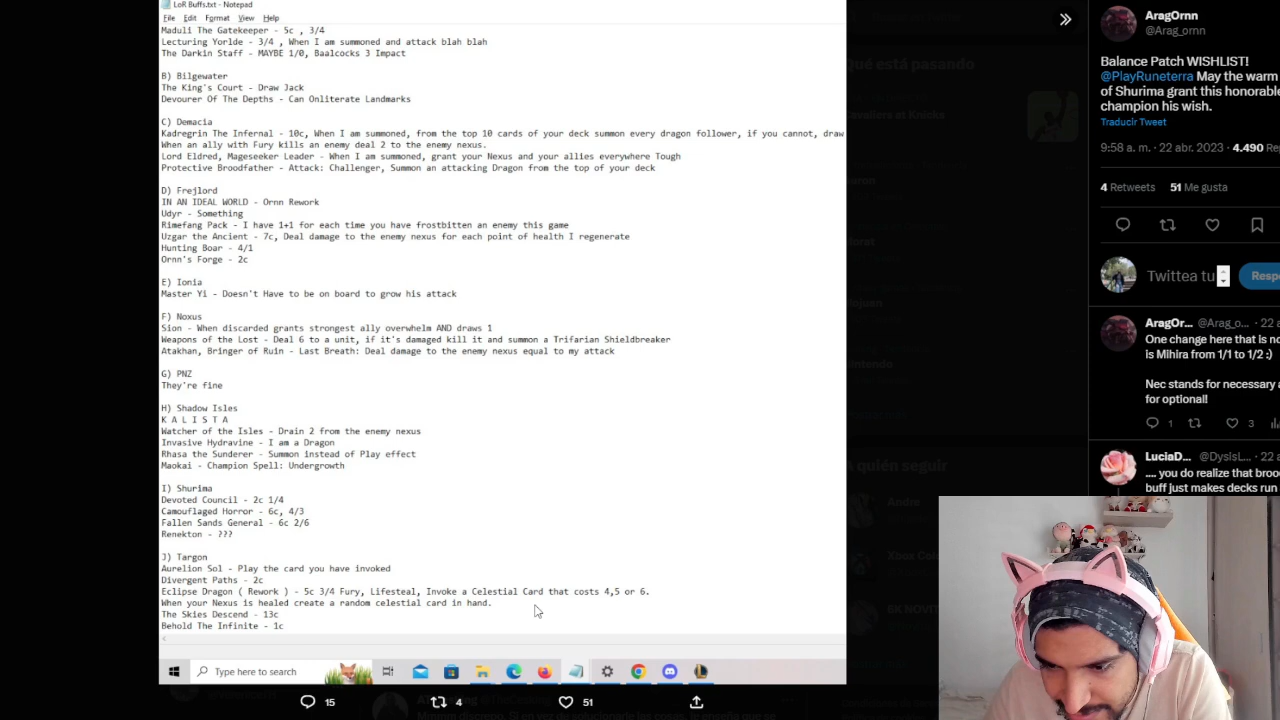 LoR Buffs.txt - Notepad
File Edit Format View Help
Maduli The Gatekeeper - 5c , 3/4
Lecturing Yorlde - 3/4 , When I am summoned and attack blah blah
The Darkin Staff - MAYBE 1/0, Baalcocks 3 Impact
B) Bilgewater
The King's Court - Draw Jack
Devourer Of The Depths - Can Onliterate Landmarks
C) Demacia
Kadregrin The Infernal - 10c, When I am summoned, from the top 10 cards of your deck summon every dragon follower, if you cannot, draw
When an ally with Fury kills an enemy deal 2 to the enemy nexus.
Lord Eldred, Mageseeker Leader - When I am summoned, grant your Nexus and your allies everywhere Tough
Protective Broodfather - Attack: Challenger, Summon an attacking Dragon from the top of your deck
D) Frejlord
IN AN IDEAL WORLD - Ornn Rework
Udyr - Something
Rimefang Pack - I have 1+1 for each time you have frostbitten an enemy this game
Uzgar the Ancient - 7c, Deal damage to the enemy nexus for each point of health I regenerate
Hunting Boar - 4/1
Ornn's Forge - 2c
E) Ionia
Master Yi - Doesn't Have to be on board to grow his attack
F) Noxus
Sion - When discarded grants strongest ally overwhelm AND draws 1
Weapons of the Lost - Deal 6 to a unit, if it's damaged kill it and summon a Trifarian Shieldbreaker
Atakhan, Bringer of Ruin - Last Breath: Deal damage to the enemy nexus equal to my attack
G) PNZ
They're fine
H) Shadow Isles
K A L I S T A
Watcher of the Isles - Drain 2 from the enemy nexus
Invasive Hydravine - I am a Dragon
Rhasa the Sunderer - Summon instead of Play effect
Maokai - Champion Spell: Undergrowth
I) Shurima
Devoted Council - 2c 1/4
Camouflaged Horror - 6c, 4/3
Fallen Sands General - 6c 2/6
Renekton - ???
J) Targon
Aurelion Sol - Play the card you have invoked
Divergent Paths - 2c
Eclipse Dragon ( Rework ) - 5c 3/4 Fury, Lifesteal, Invoke a Celestial Card that costs 4,5 or 6.
When your Nexus is healed create a random celestial card in hand.
The Skies Descend - 13c
Behold The Infinite - 1c
Type here to search
15 4 51
Qué está pasando
Cavaliers at Knicks
A quién seguir
Andre
AragOrnn
@Arag_ornn
Balance Patch WISHLIST!
@PlayRuneterra May the warm
of Shurima grant this honorable
champion his wish.
Traducir Tweet
9:58 a. m. · 22 abr. 2023 · 4.490 Rep
4 Retweets 51 Me gusta
Twittea tu Resp
AragOr... @Arag_o... · 22 a
One change here that is no
is Mihira from 1/1 to 1/2 ;)
Nec stands for necessary a
for optional!
1 3
LuciaD... @DysIsL... · 22 a
.... you do realize that broo
buff just makes decks run